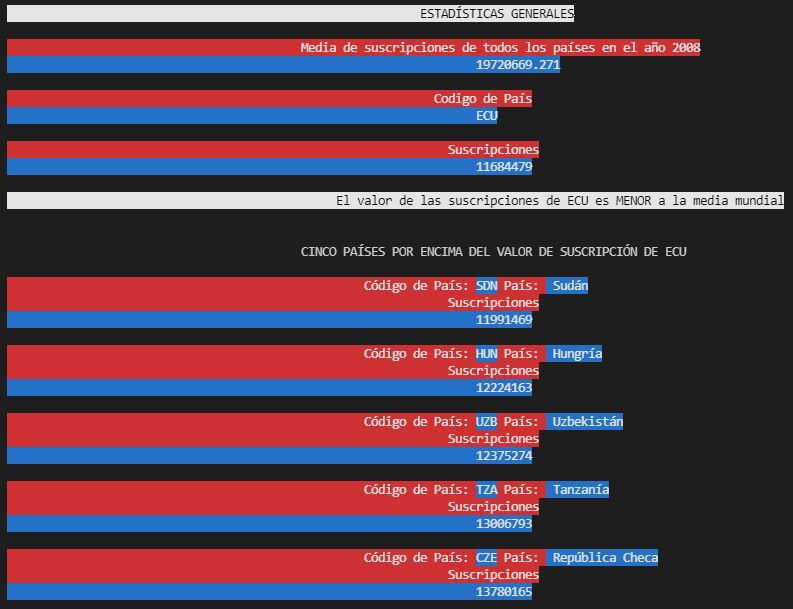 ESTADÍSTICAS GENERALES
Media de suscripciones de todos los países en el año 2008
19720669.271
Codigo de País
ECU
Suscripciones
11684479
El valor de las suscripciones de ECU es MENOR a la media mundial
CINCO PAÍSES POR ENCIMA DEL VALOR DE SUSCRIPCIÓN DE ECU
Código de País: SDN País: Sudán
Suscripciones
11991469
Código de País: HUN País: Hungría
Suscripciones
12224163
Código de País: UZB País: Uzbekistán
Suscripciones
12375274
Código de País: TZA País: Tanzanía
Suscripciones
13006793
Código de País: CZE País: República Checa
Suscripciones
13780165